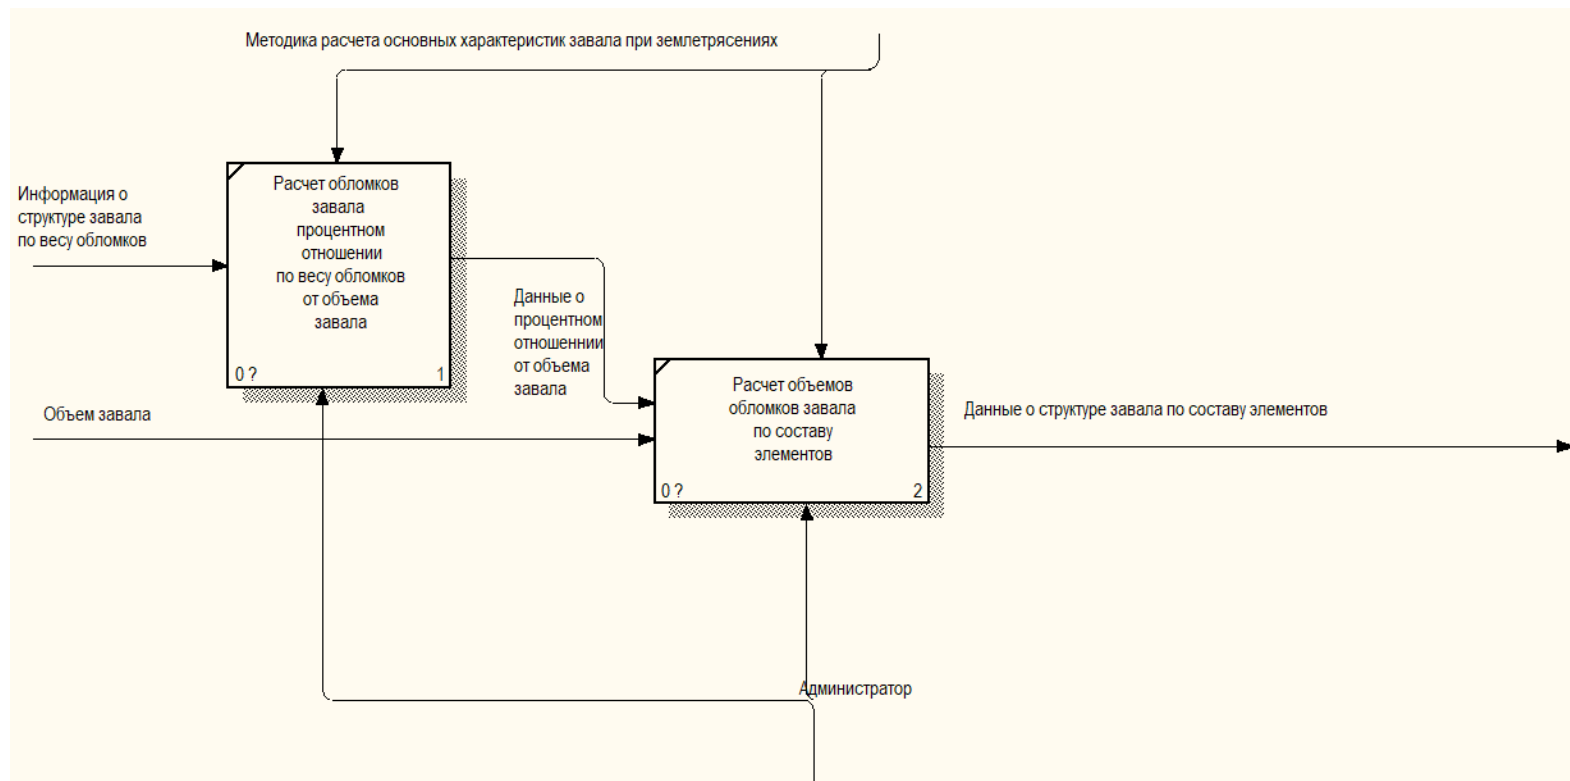 Методика расчета основных характеристик завала при землетрясениях
Информация о
структуре завала
по весу обломков
Расчет обломков
завала
процентном
отношении
по весу обломков
от объема
завала
0 ?
1
Данные о
процентном
отношеннии
от объема
завала
Объем завала
Расчет объемов
обломков завала
по составу
элементов
0 ?
2
Данные о структуре завала по составу элементов
Администратор